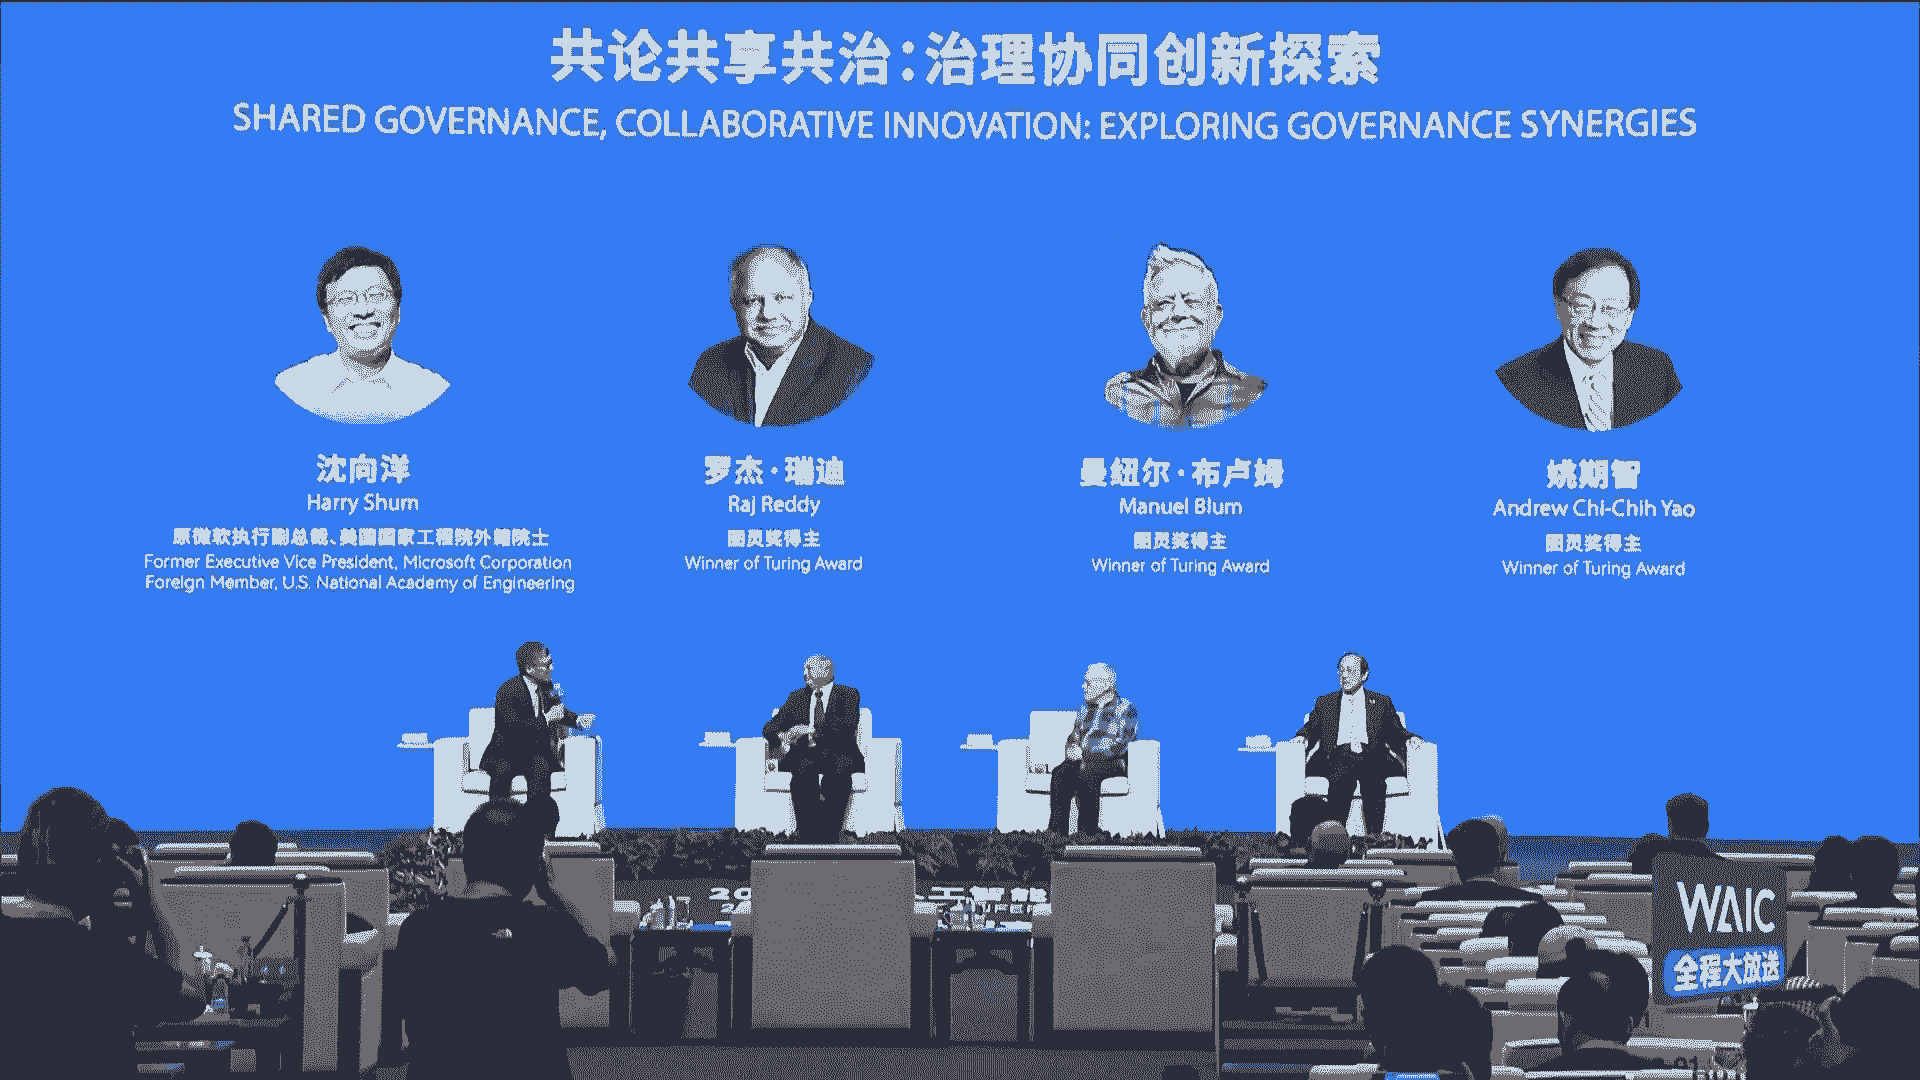 共论共享共治：治理协同创新探索
SHARED GOVERNANCE, COLLABORATIVE INNOVATION: EXPLORING GOVERNANCE SYNERGIES
沈向洋
Harry Shum
原微软执行副总裁、美国国家工程院外籍院士
Former Executive Vice President, Microsoft Corporation
Foreign Member, U.S. National Academy of Engineering
罗杰·瑞迪
Raj Reddy
图灵奖得主
Winner of Turing Award
曼纽尔·布卢姆
Manuel Blum
图灵奖得主
Winner of Turing Award
姚期智
Andrew Chi-Chih Yao
图灵奖得主
Winner of Turing Award
20
工智能
WAIC
全程大放送